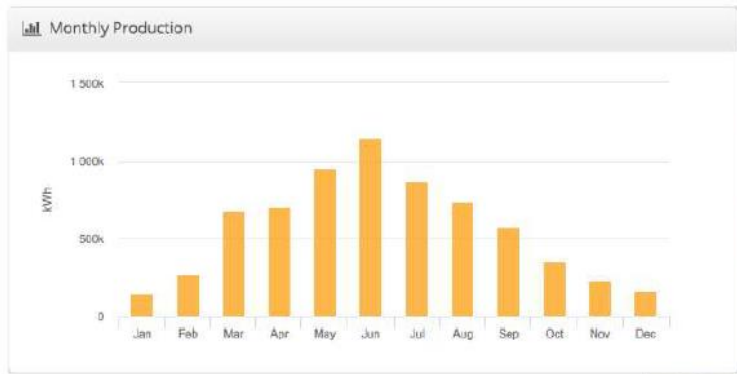 Monthly Production
1 500k
1 000k
500k
0
kWh
Jan Feb Mar Apr May Jun Jul Aug Sep Oct Nov Dec